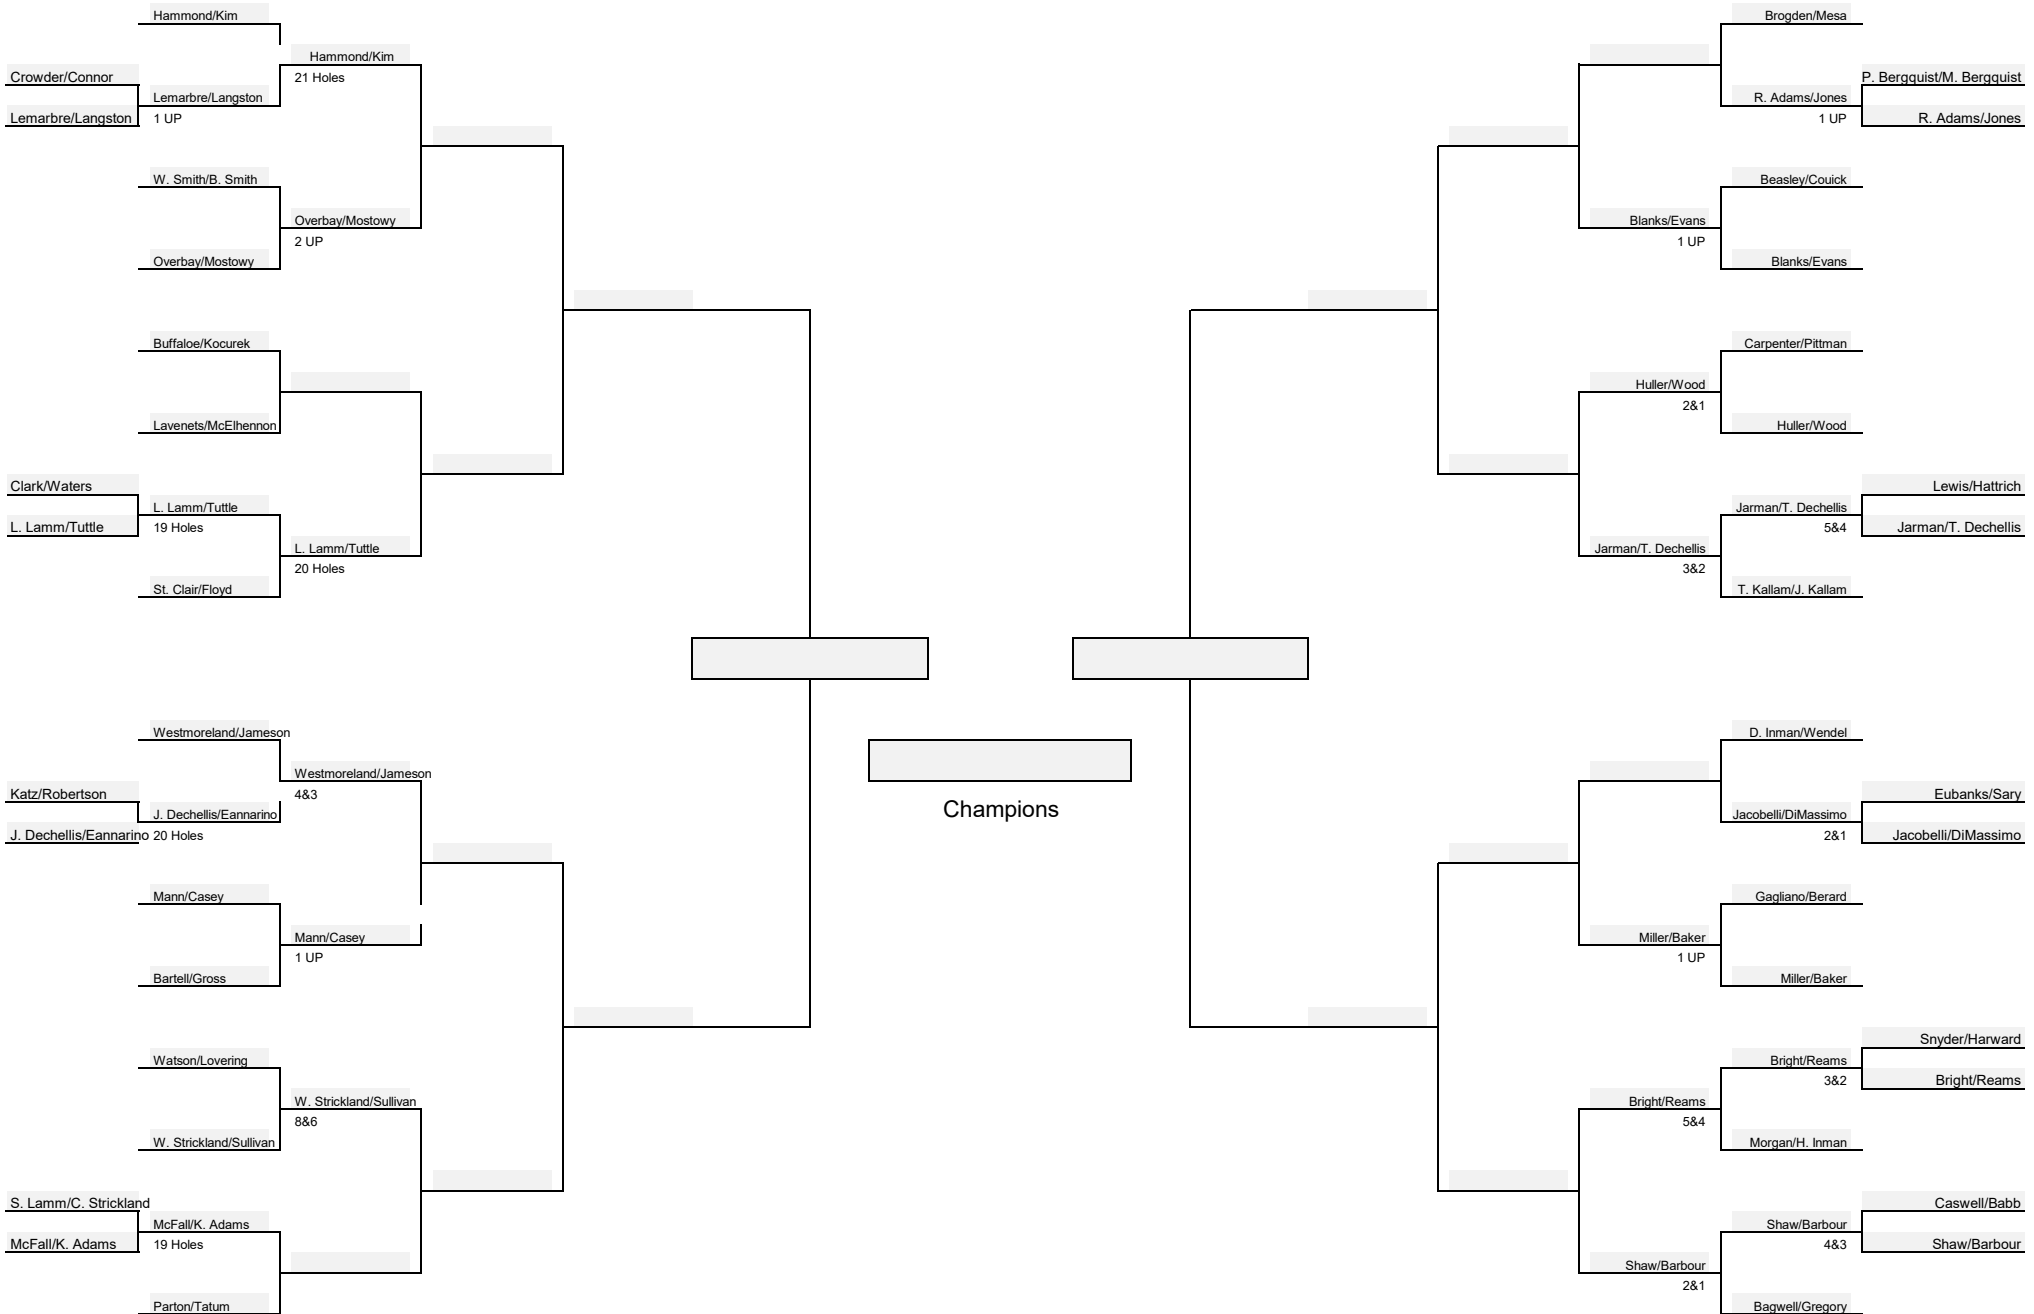 Hammond/Kim
Hammond/Kim
21 Holes
Crowder/Connor
Lemarbre/Langston
Lemarbre/Langston
1 UP
W. Smith/B. Smith
Overbay/Mostowy
2 UP
Overbay/Mostowy
Buffaloe/Kocurek
Lavenets/McElhennon
Clark/Waters
L. Lamm/Tuttle
L. Lamm/Tuttle
19 Holes
L. Lamm/Tuttle
20 Holes
St. Clair/Floyd
Westmoreland/Jameson
Westmoreland/Jameson
4&3
Katz/Robertson
J. Dechellis/Eannarino
J. Dechellis/Eannarino
20 Holes
Mann/Casey
Mann/Casey
1 UP
Bartell/Gross
Watson/Lovering
W. Strickland/Sullivan
8&6
W. Strickland/Sullivan
S. Lamm/C. Strickland
McFall/K. Adams
McFall/K. Adams
19 Holes
Parton/Tatum
Champions
Brogden/Mesa
P. Bergquist/M. Bergquist
R. Adams/Jones
1 UP
R. Adams/Jones
Beasley/Couick
Blanks/Evans
1 UP
Blanks/Evans
Carpenter/Pittman
Huller/Wood
2&1
Huller/Wood
Lewis/Hattrich
Jarman/T. Dechellis
5&4
Jarman/T. Dechellis
Jarman/T. Dechellis
3&2
T. Kallam/J. Kallam
D. Inman/Wendel
Eubanks/Sary
Jacobelli/DiMassimo
2&1
Jacobelli/DiMassimo
Gagliano/Berard
Miller/Baker
1 UP
Miller/Baker
Snyder/Harward
Bright/Reams
3&2
Bright/Reams
Bright/Reams
5&4
Morgan/H. Inman
Caswell/Babb
Shaw/Barbour
4&3
Shaw/Barbour
Shaw/Barbour
2&1
Bagwell/Gregory